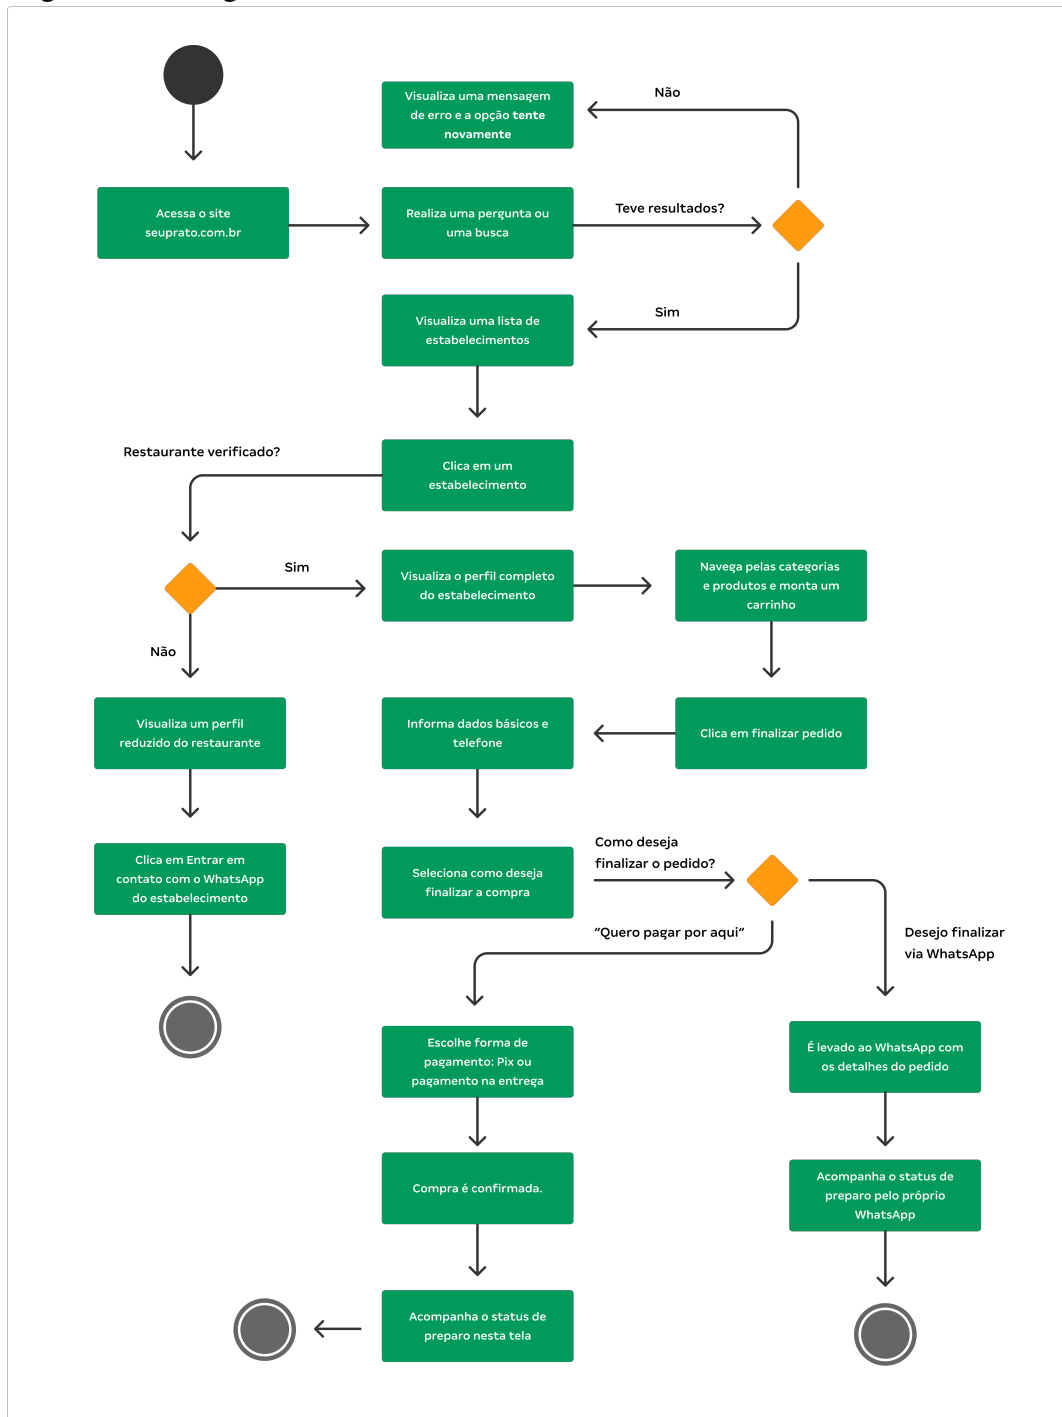 Visualiza uma mensagem
de erro e a opção tente
novamente
Não
Acessa o site
seuprato.com.br
Realiza uma pergunta ou
uma busca
Teve resultados?
Visualiza uma lista de
estabelecimentos
Sim
Restaurante verificado?
Clica em um
estabelecimento
Sim
Visualiza o perfil completo
do estabelecimento
Navega pelas categorias
e produtos e monta um
carrinho
Não
Visualiza um perfil
reduzido do restaurante
Informa dados básicos e
telefone
Clica em finalizar pedido
Clica em Entrar em
contato com o WhatsApp
do estabelecimento
Seleciona como deseja
finalizar a compra
Como deseja
finalizar o pedido?
"Quero pagar por aqui"
Desejo finalizar
via WhatsApp
Escolhe forma de
pagamento: Pix ou
pagamento na entrega
É levado ao WhatsApp com
os detalhes do pedido
Compra é confirmada.
Acompanha o status de
preparo pelo próprio
WhatsApp
Acompanha o status de
preparo nesta tela